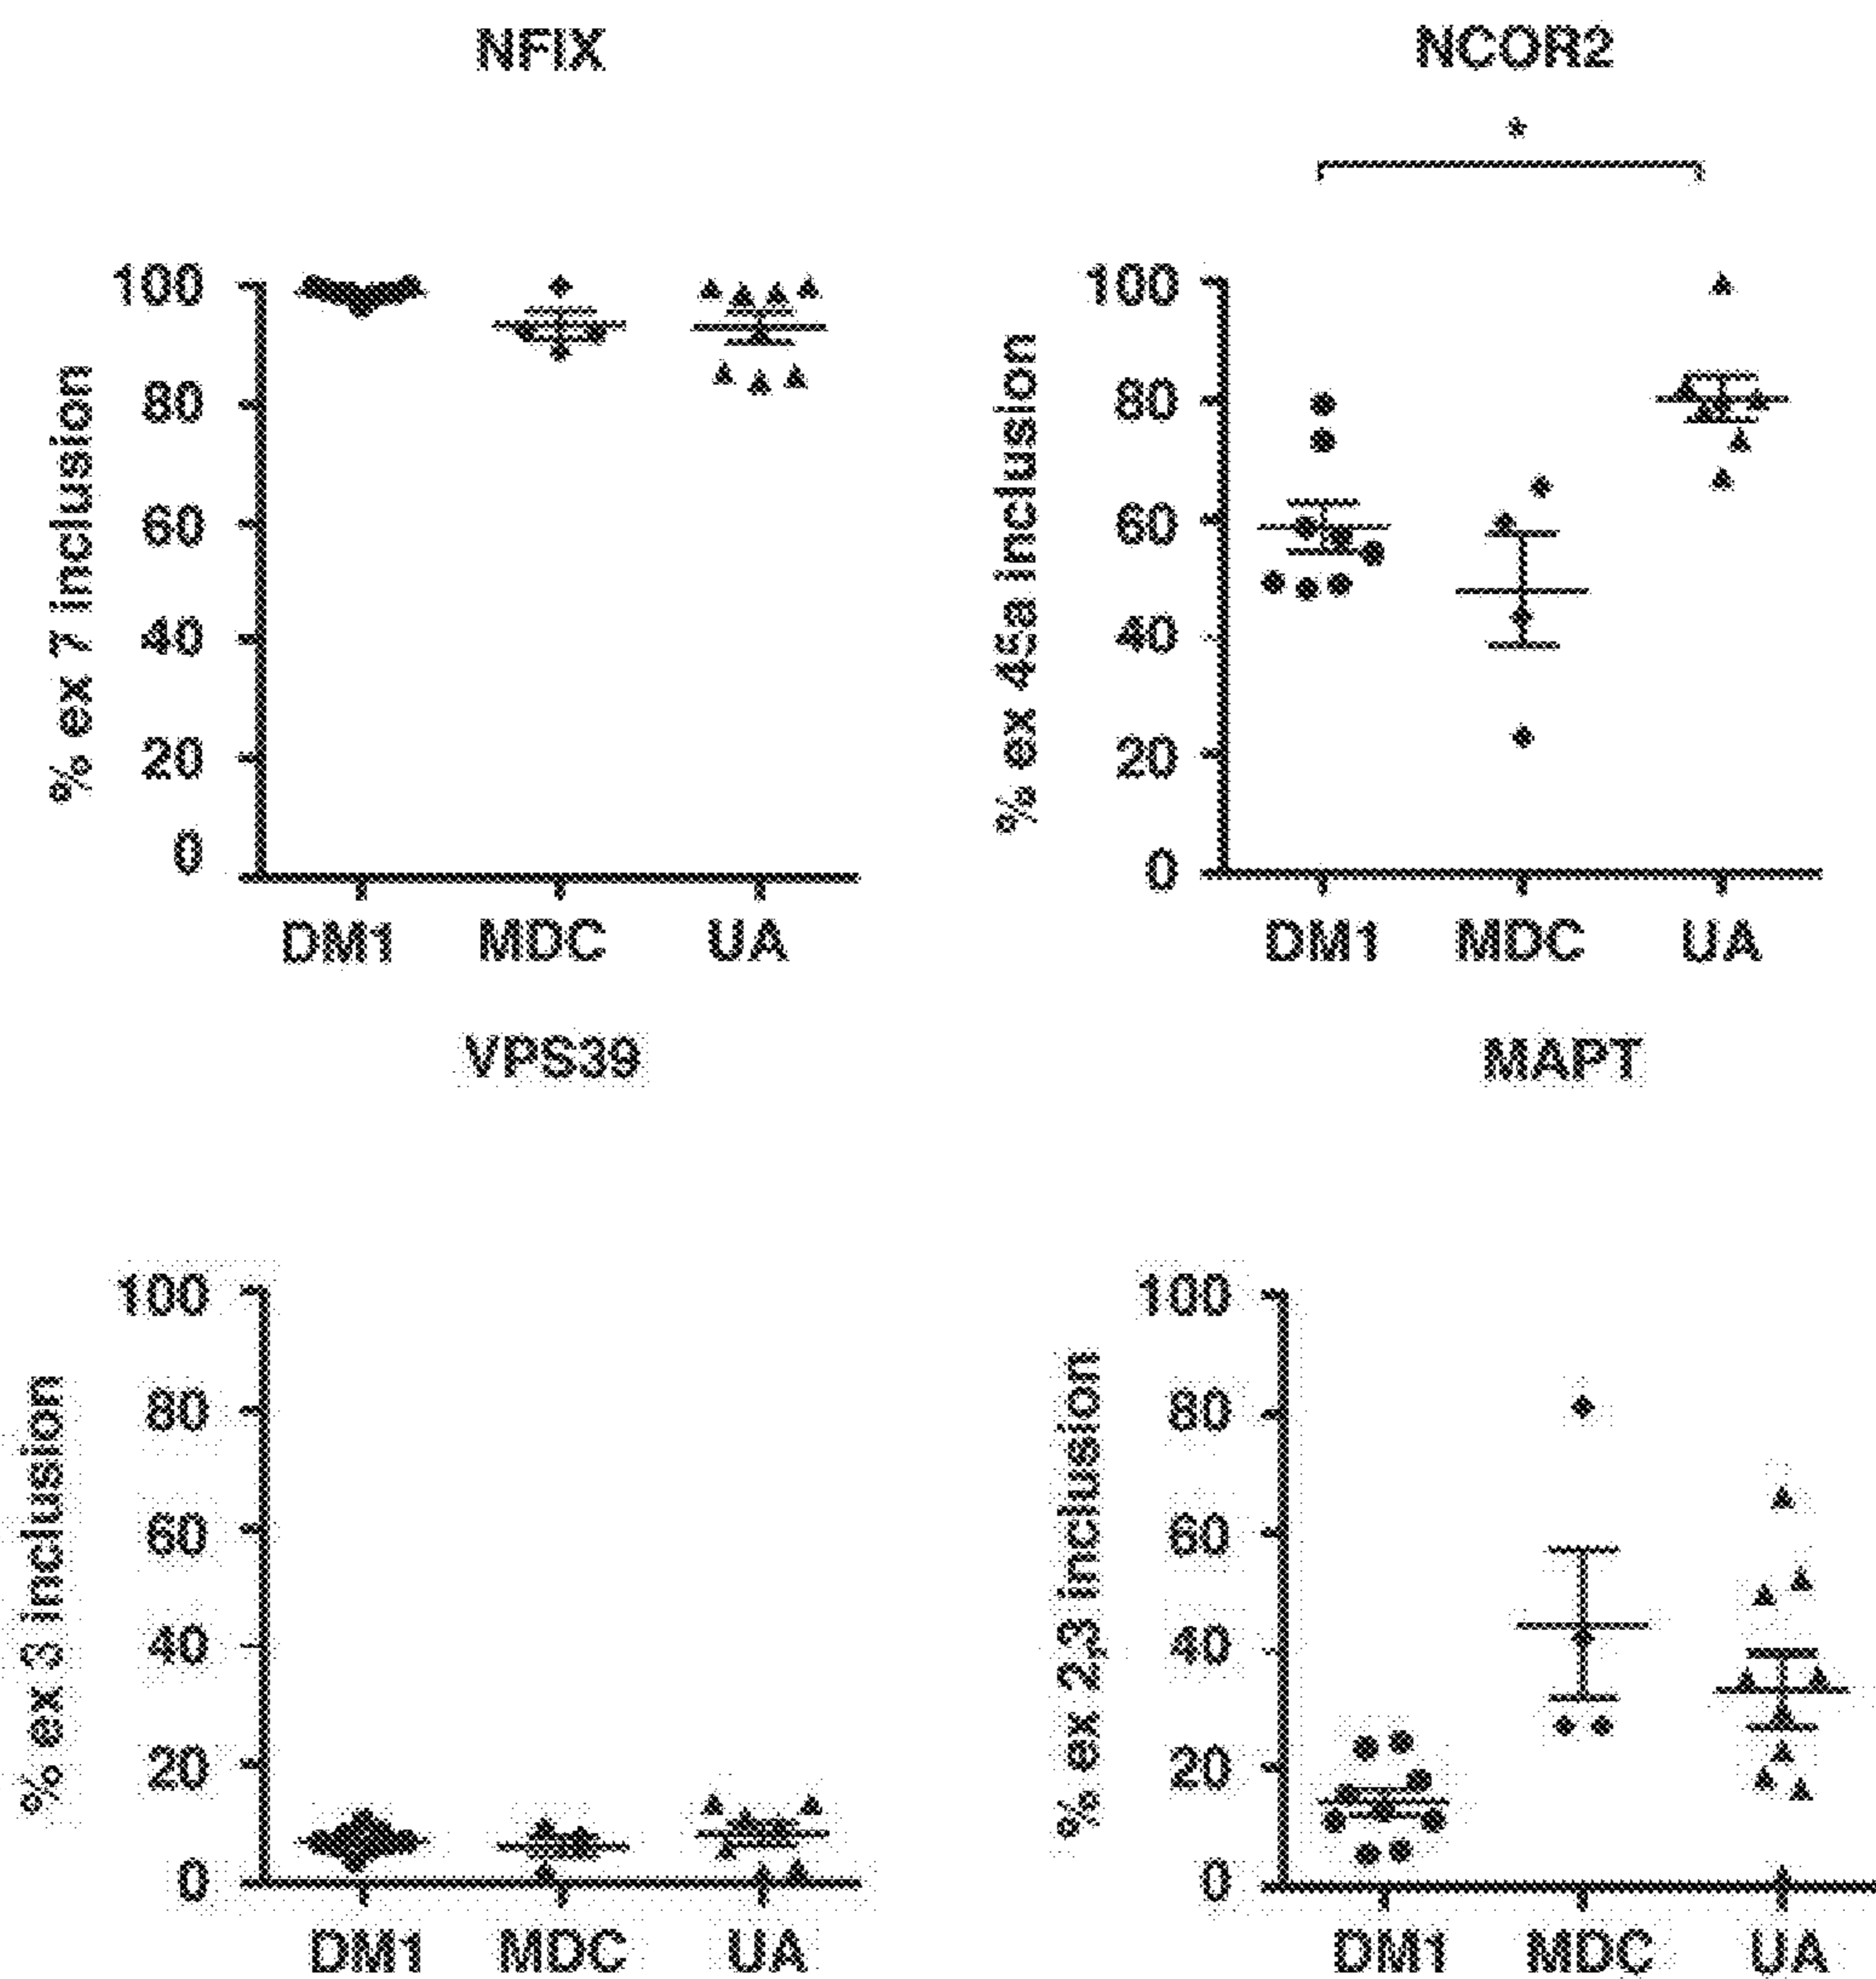 NFIX
% ex 7 inclusion
100
80
60
40
20
0
DM1 MDC UA
NCOR2
*
% ex 45a inclusion
100
80
60
40
20
0
DM1 MDC UA
VPS39
% ex 3 inclusion
100
80
60
40
20
0
DM1 MDC UA
MAPT
% ex 2,3 inclusion
100
80
60
40
20
0
DM1 MDC UA